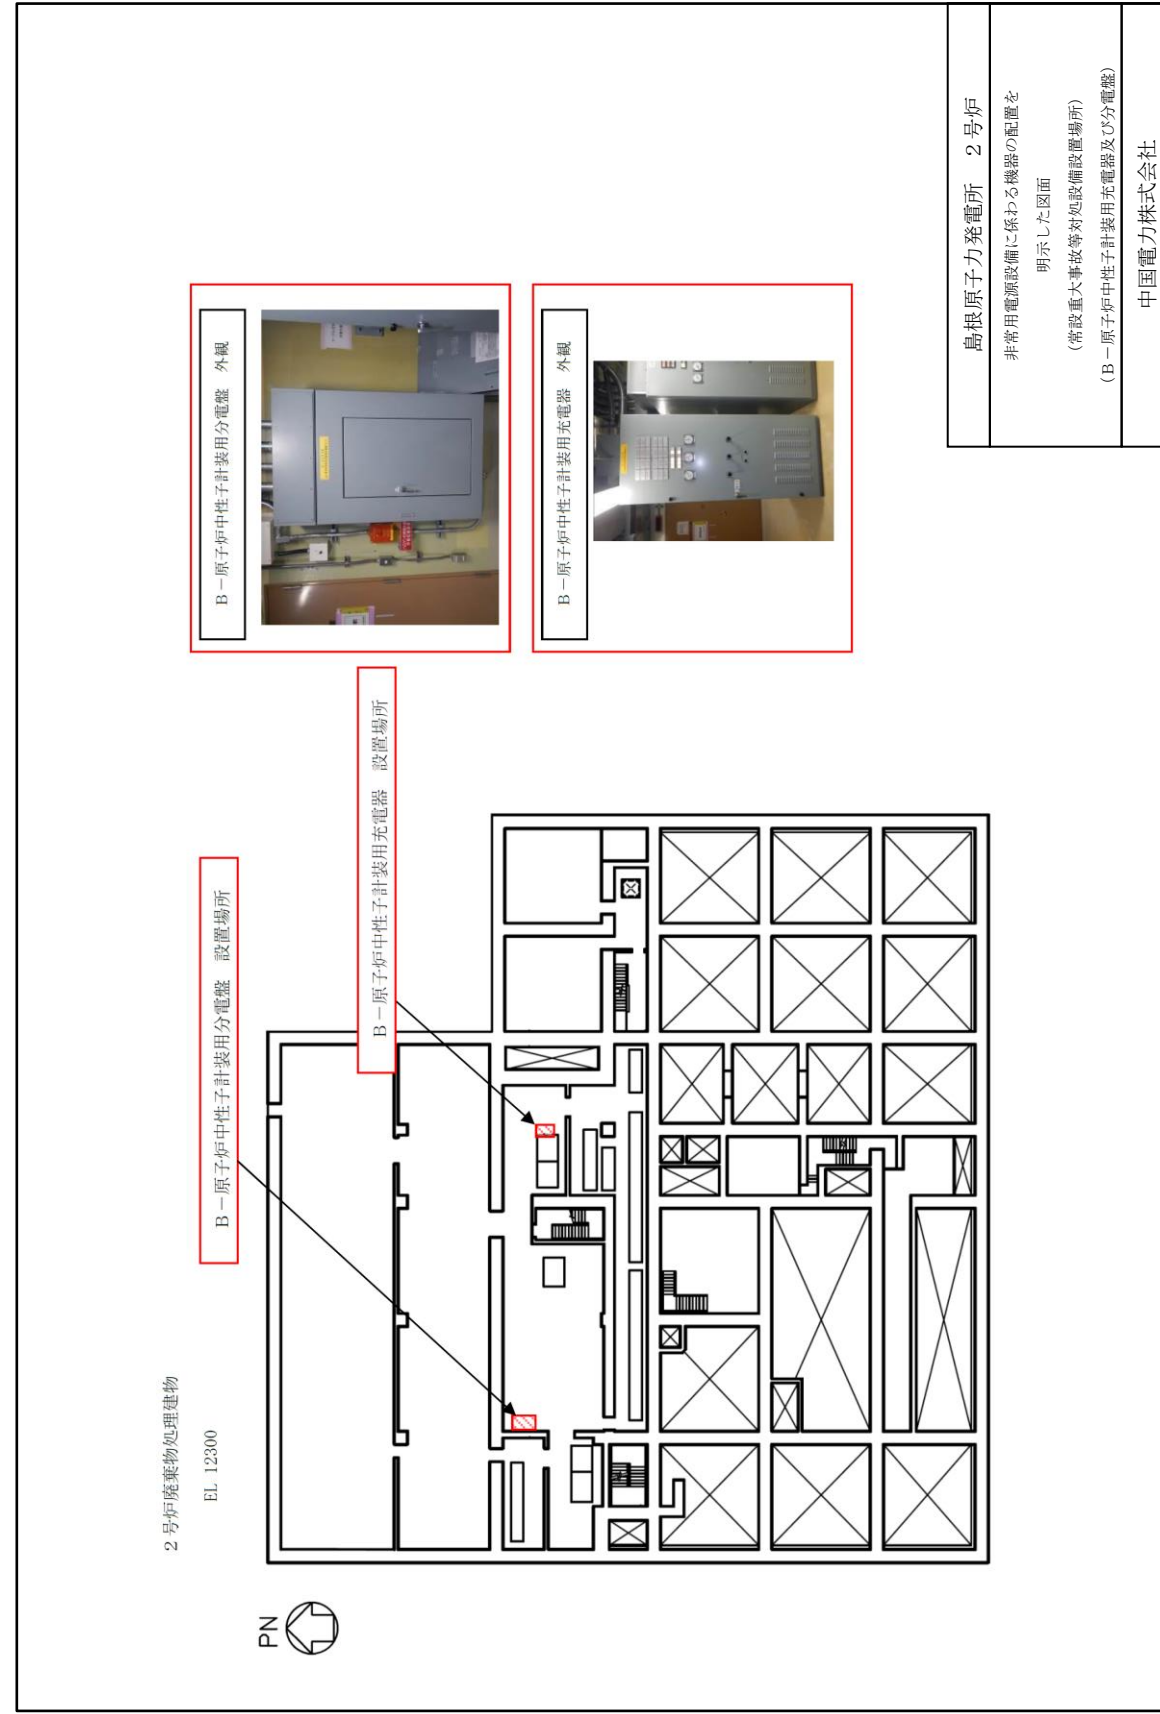 2号炉廃棄物処理建物
EL 12300
PN
B－原子炉中性子計装用分電盤　設置場所
B－原子炉中性子計装用充電器　設置場所
B－原子炉中性子計装用分電盤　外観
B－原子炉中性子計装用充電器　外観
島根原子力発電所　2号炉
非常用電源設備に係わる機器の配置を
明示した図面
(常設重大事故等対処設備設置場所)
(B－原子炉中性子計装用充電器及び分電盤)
中国電力株式会社